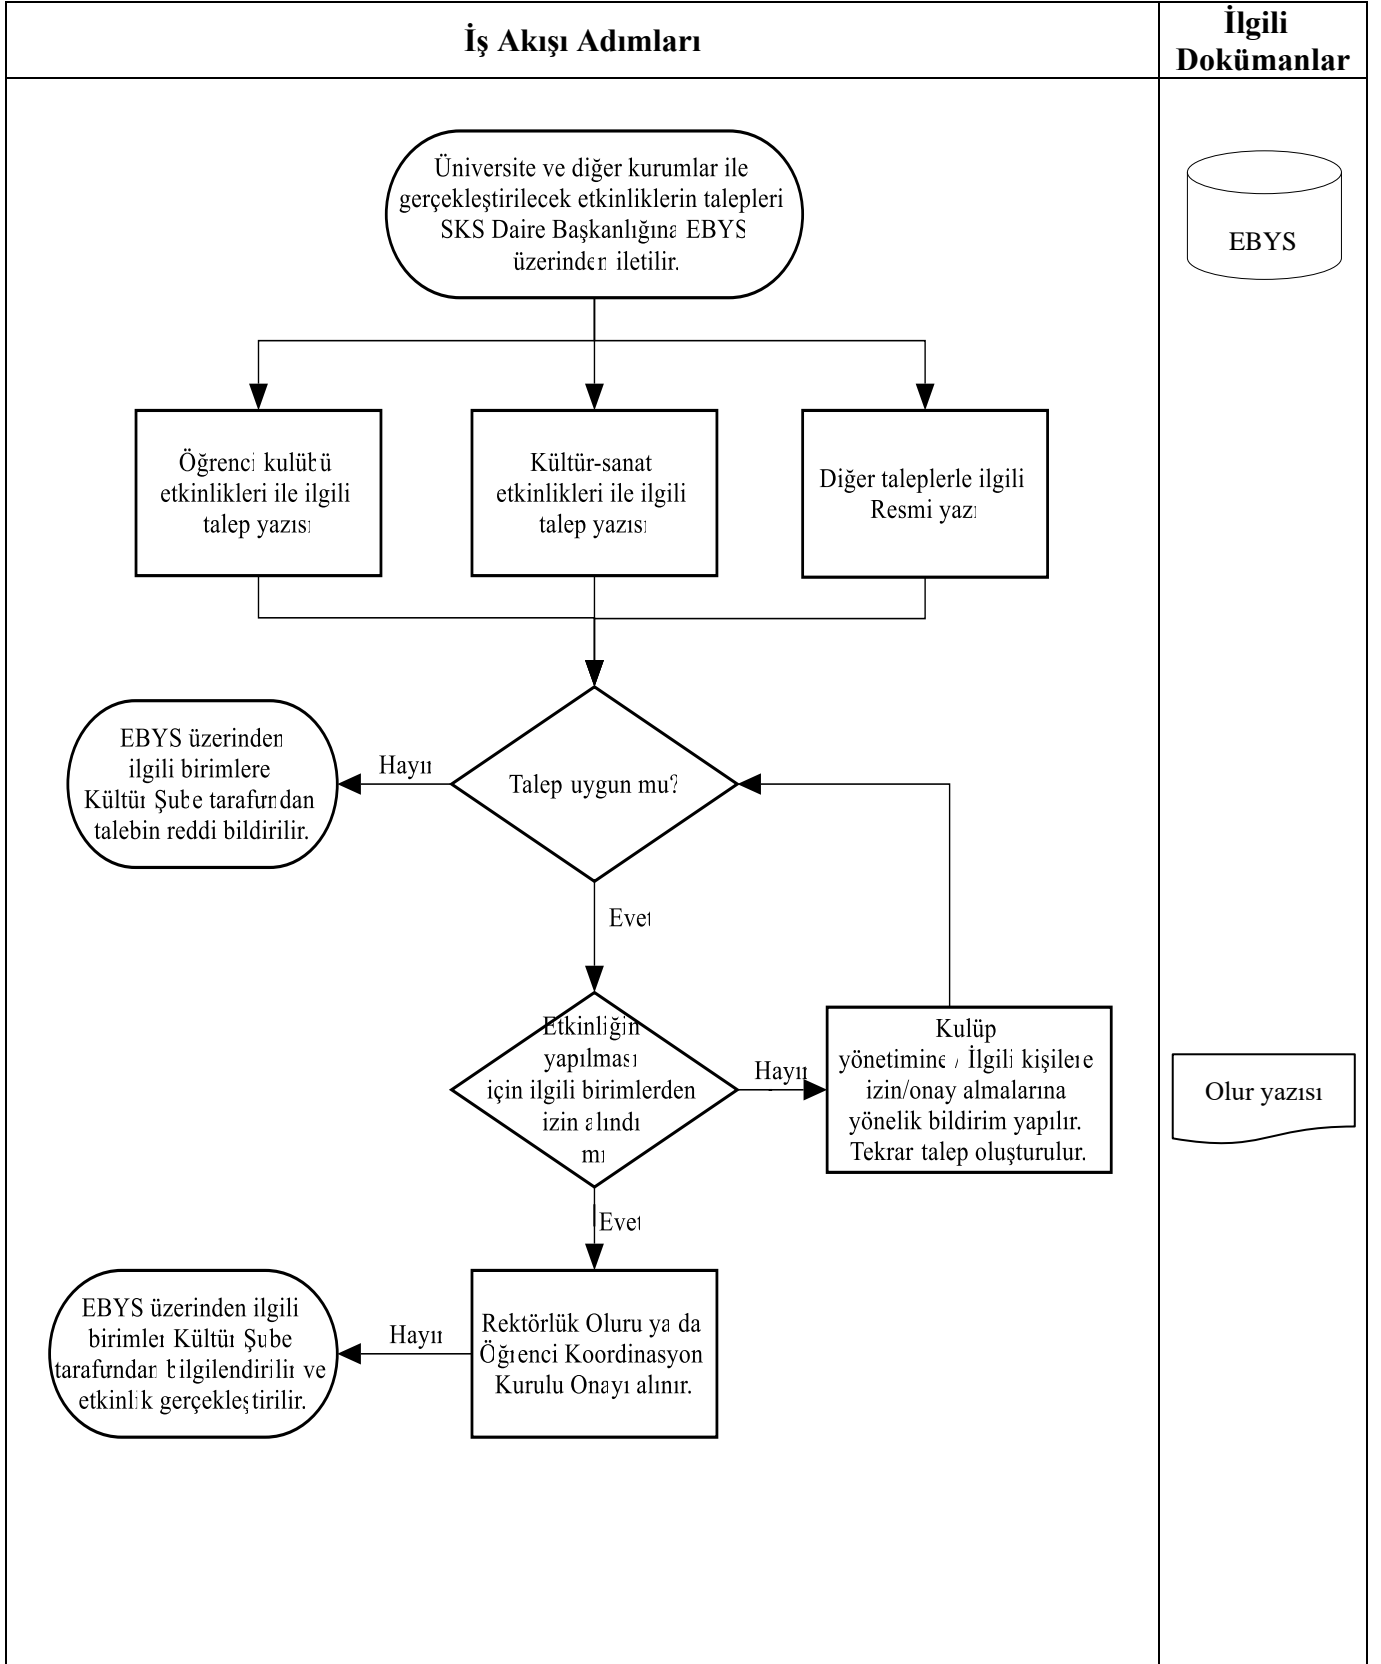 İş Akışı Adımları
İlgili
Dokümanlar
Üniversite ve diğer kurumlar ile
gerçekleştirilecek etkinliklerin talepleri
SKS Daire Başkanlığına EBYS
üzerinden iletilir.
EBYS
Öğrenci kulübü
etkinlikleri ile ilgili
talep yazısı
Kültür-sanat
etkinlikleri ile ilgili
talep yazısı
Diğer taleplerle ilgili
Resmi yazı
EBYS üzerinden
ilgili birimlere
Kültür Şube tarafından
talebin reddi bildirilir.
Hayır
Talep uygun mu?
Evet
Etkinliğin
yapılması
için ilgili birimlerden
izin alındı
mı
Hayır
Kulüp
yönetimine / İlgili kişilere
izin/onay almalarına
yönelik bildirim yapılır.
Tekrar talep oluşturulur.
Olur yazısı
Evet
EBYS üzerinden ilgili
birimler Kültür Şube
tarafından bilgilendirilir ve
etkinlik gerçekleştirilir.
Hayır
Rektörlük Oluru ya da
Öğrenci Koordinasyon
Kurulu Onayı alınır.